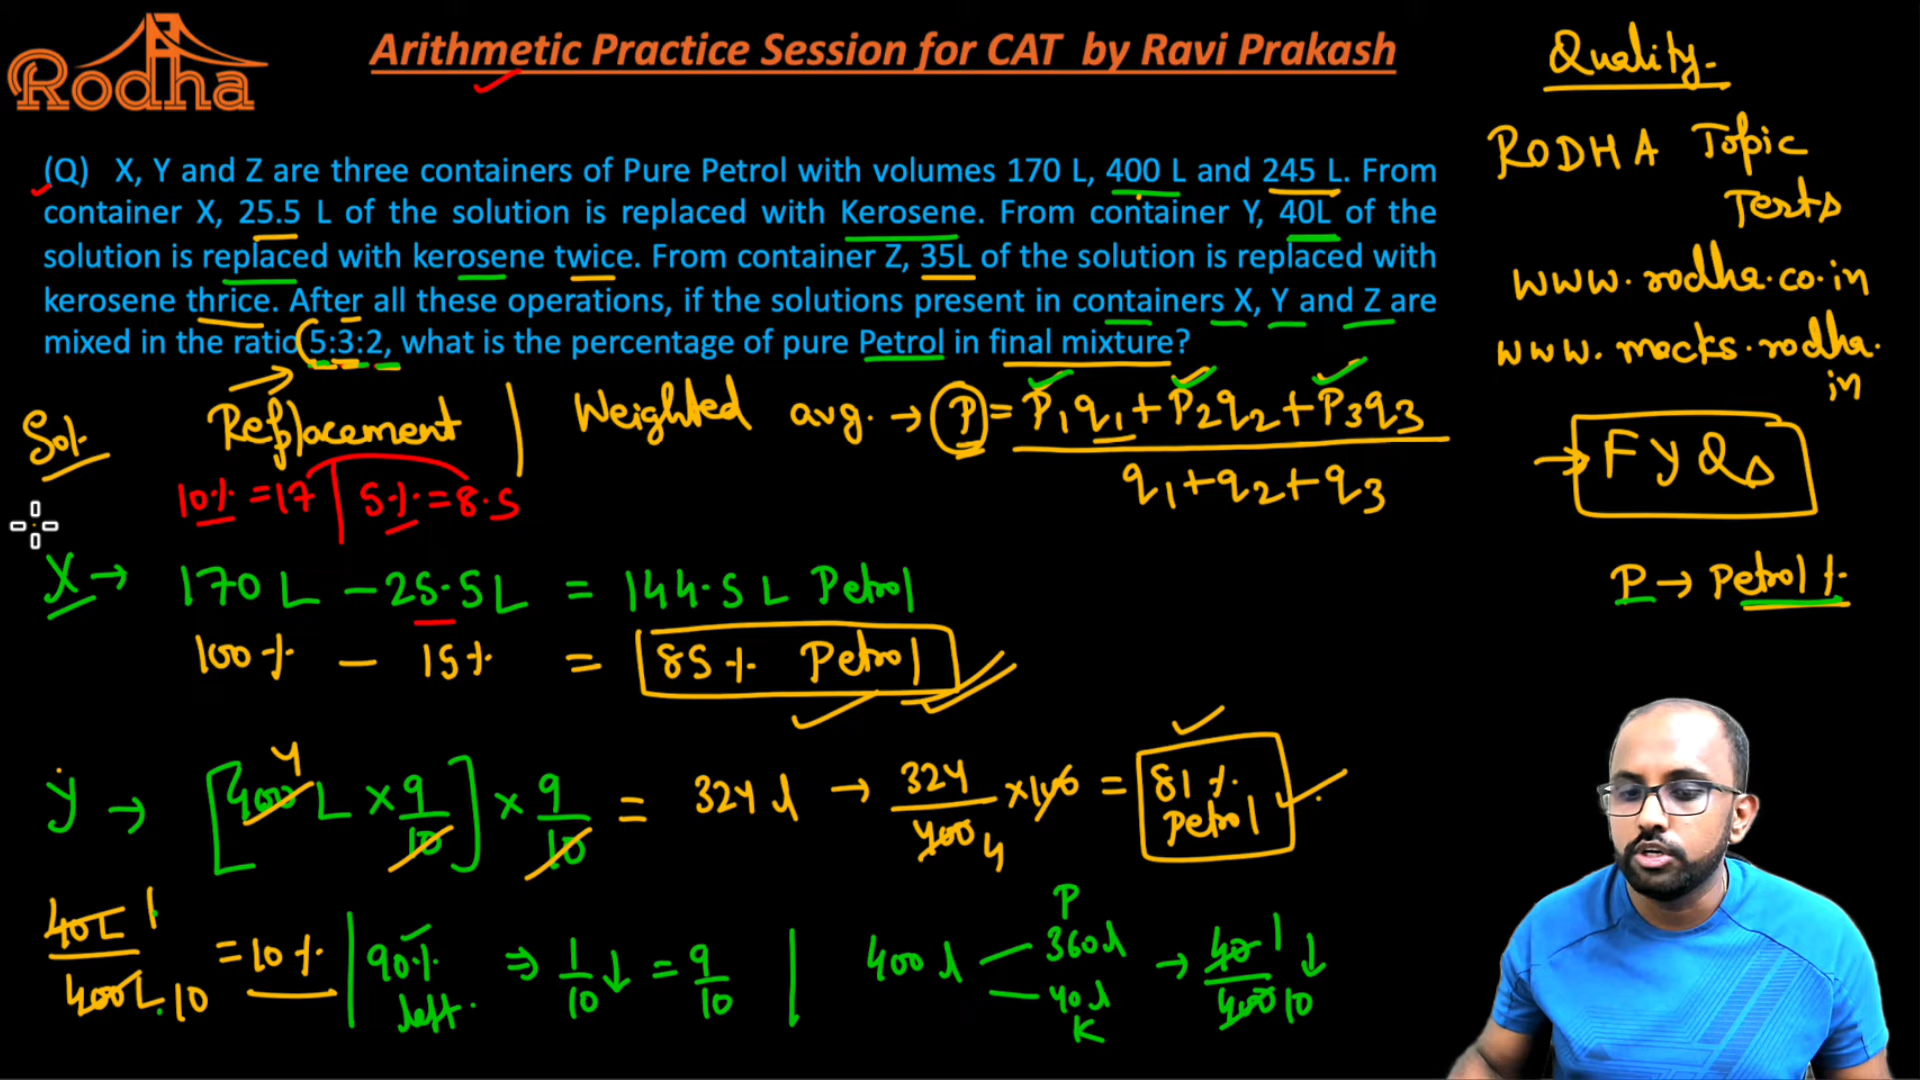 Rodha
Arithmetic Practice Session for CAT by Ravi Prakash
(Q) X, Y and Z are three containers of Pure Petrol with volumes 170 L, 400 L and 245 L. From
container X, 25.5 L of the solution is replaced with Kerosene. From container Y, 40L of the
solution is replaced with kerosene twice. From container Z, 35L of the solution is replaced with
kerosene thrice. After all these operations, if the solutions present in containers X, Y and Z are
mixed in the ratio 5:3:2, what is the percentage of pure Petrol in final mixture?
Quality
RODHA Topic
Tests
www.rodha.co.in
www.mocks.rodha.
in
→ FYQs
P → Petrol %
Sol.
Replacement | Weighted avg. → P = P1q1+P2q2+P3q3
q1+q2+q3
10% = 17 | 5% = 8.5
X → 170 L - 25.5 L = 144.5 L Petrol
100% - 15% = 85% Petrol
Y → [400 L × 9/10] × 9/10 = 324 l → 324/400 × 100 = 81% Petrol
4
4
40L/400L = 10% | 90% left ⇒ 1/10 ↓ = 9/10 | 400 l
1
10
P
360 l
40 l
K
→ 40/400 ↓
1
10